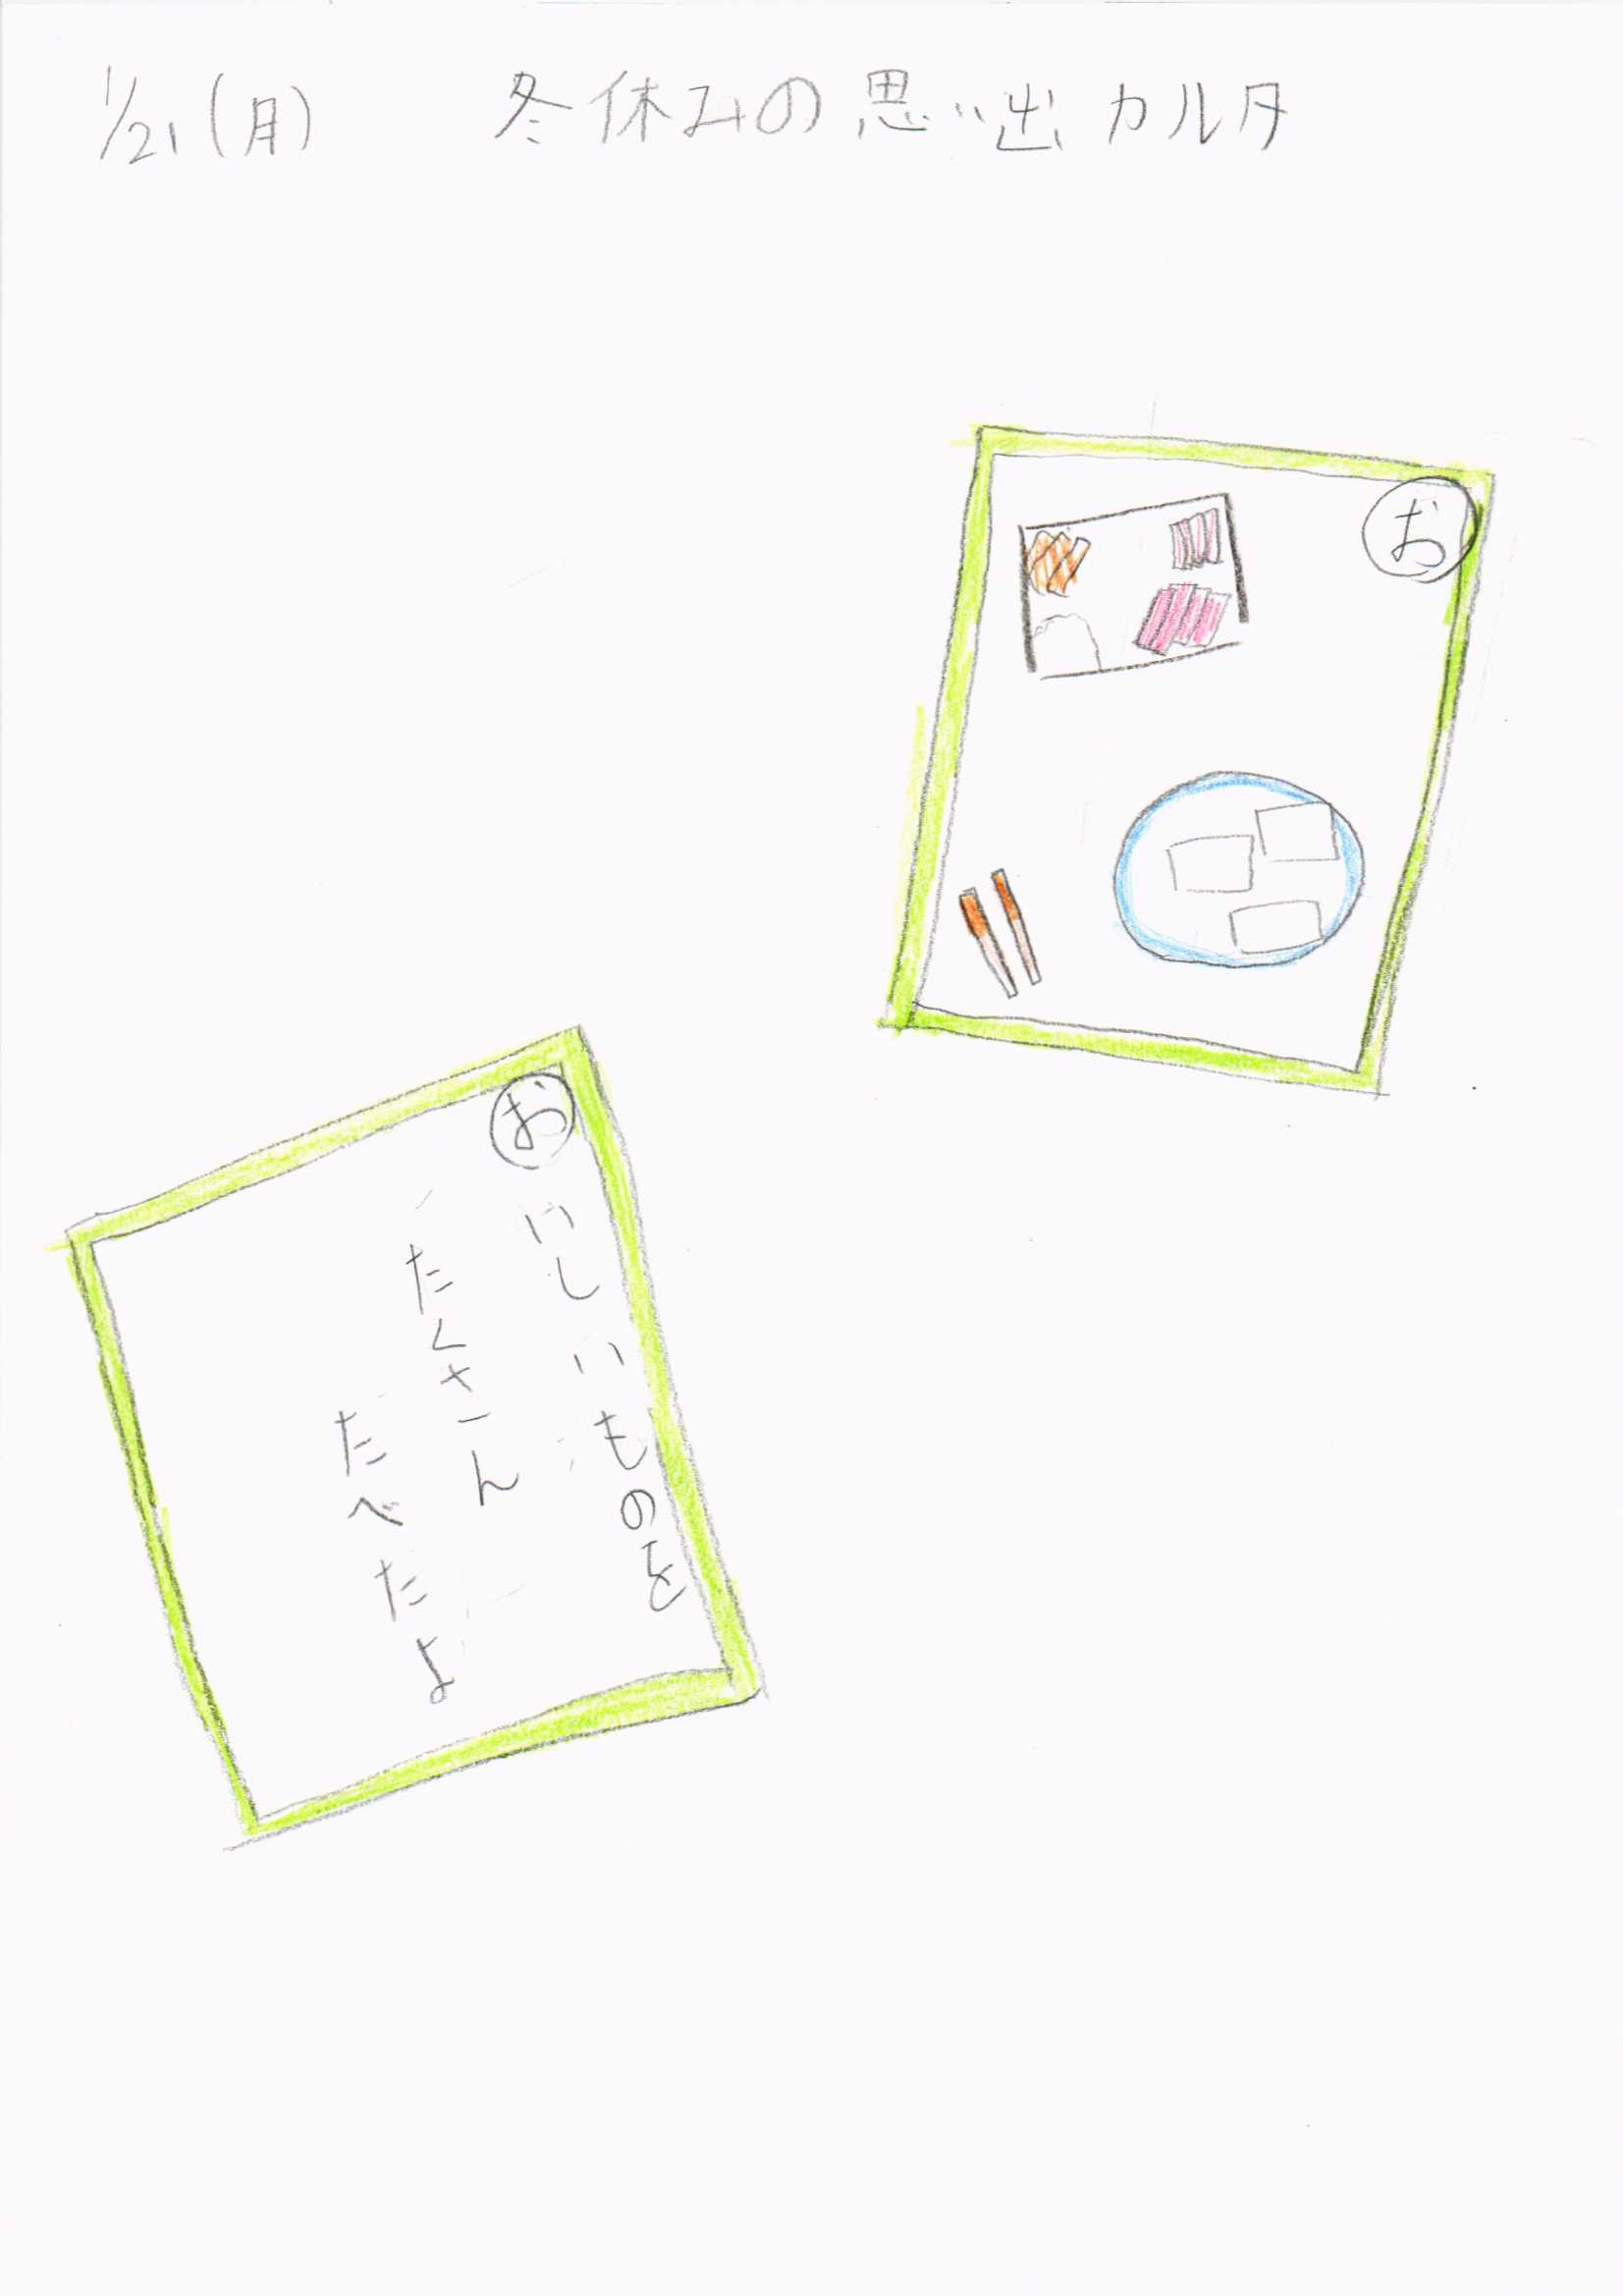 1/21(月) 冬休みの思い出カルタ
お
おいしいものを
たくさん
たべたよ